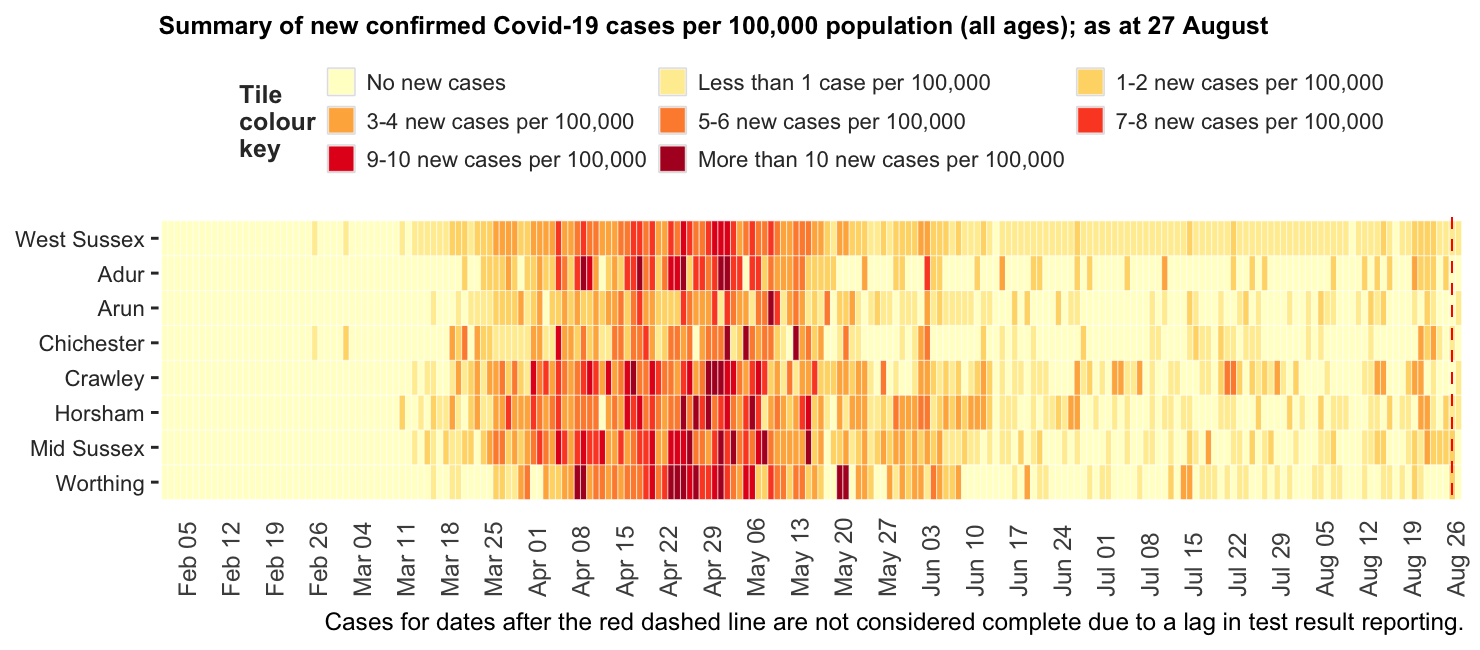 Summary of new confirmed Covid-19 cases per 100,000 population (all ages); as at 27 August
Tile
colour
key
No new cases
Less than 1 case per 100,000
1-2 new cases per 100,000
3-4 new cases per 100,000
5-6 new cases per 100,000
7-8 new cases per 100,000
9-10 new cases per 100,000
More than 10 new cases per 100,000
West Sussex
Adur
Arun
Chichester
Crawley
Horsham
Mid Sussex
Worthing
Feb 05
Feb 12
Feb 19
Feb 26
Mar 04
Mar 11
Mar 18
Mar 25
Apr 01
Apr 08
Apr 15
Apr 22
Apr 29
May 06
May 13
May 20
May 27
Jun 03
Jun 10
Jun 17
Jun 24
Jul 01
Jul 08
Jul 15
Jul 22
Jul 29
Aug 05
Aug 12
Aug 19
Aug 26
Cases for dates after the red dashed line are not considered complete due to a lag in test result reporting.